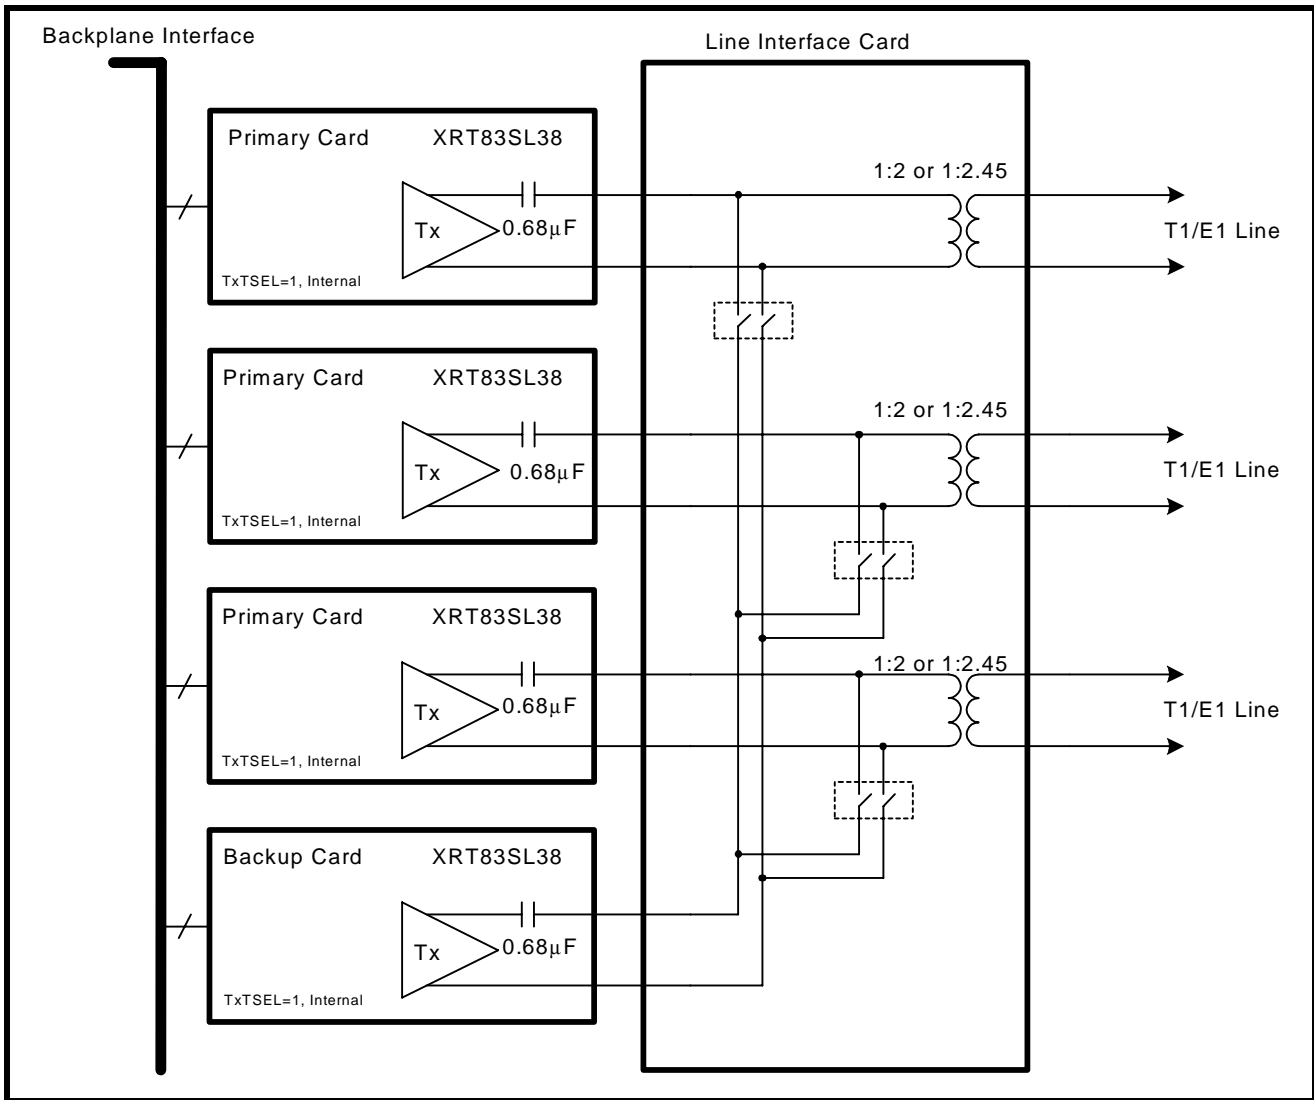 Backplane Interface
Line Interface Card
Primary Card XRT83SL38
1:2 or 1:2.45
Tx
0.68μF
T1/E1 Line
TxTSEL=1, Internal
Primary Card XRT83SL38
1:2 or 1:2.45
Tx
0.68μF
T1/E1 Line
TxTSEL=1, Internal
Primary Card XRT83SL38
1:2 or 1:2.45
Tx
0.68μF
T1/E1 Line
TxTSEL=1, Internal
Backup Card XRT83SL38
Tx
0.68μF
TxTSEL=1, Internal